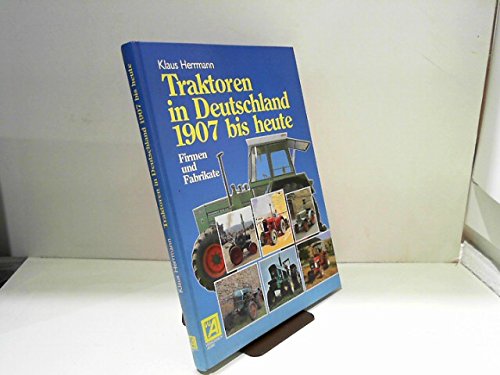 Klaus Herrmann
Traktoren
in Deutschland
1907 bis heute
Firmen
und
Fabrikate
Klaus Herrmann Traktoren in Deutschland 1907 bis heute